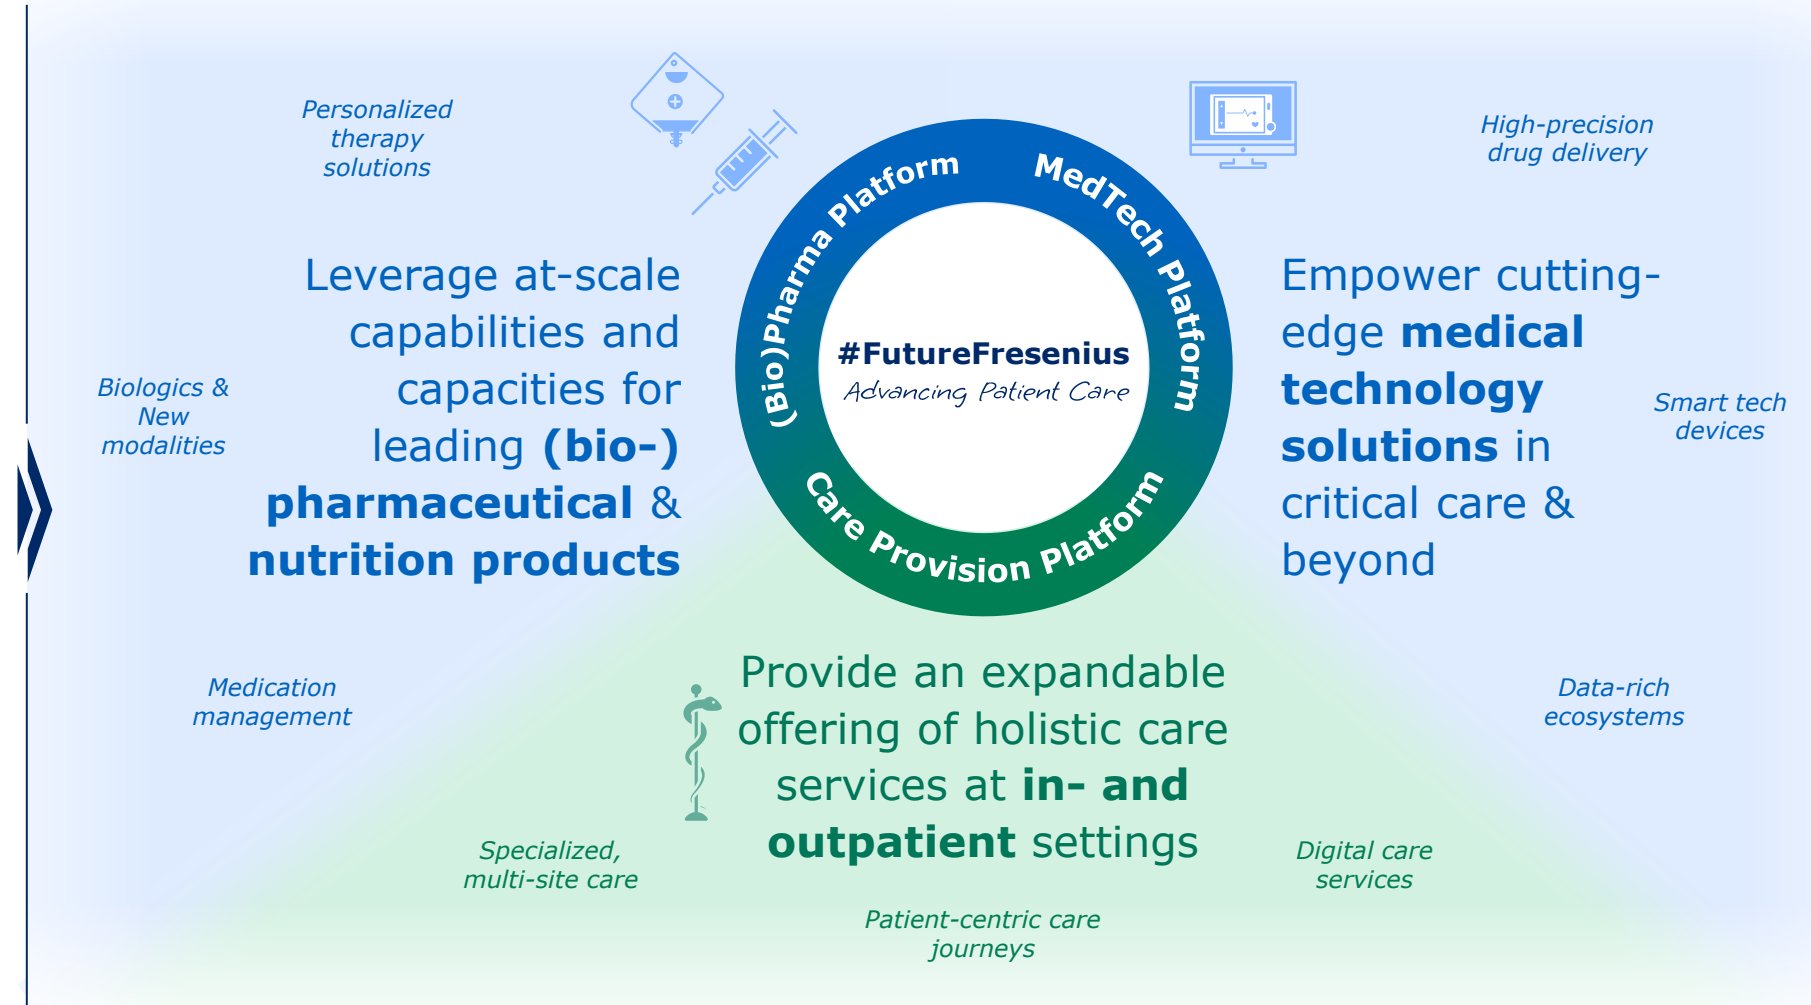 Personalized
therapy
solutions
High-precision
drug delivery
(Bio)Pharma Platform
MedTech Platform
Care Provision Platform
#FutureFresenius
Advancing Patient Care
Leverage at-scale
capabilities and
capacities for
leading (bio-)
pharmaceutical &
nutrition products
Empower cutting-
edge medical
technology
solutions in
critical care &
beyond
Biologics &
New
modalities
Smart tech
devices
Medication
management
Data-rich
ecosystems
Provide an expandable
offering of holistic care
services at in- and
outpatient settings
Specialized,
multi-site care
Digital care
services
Patient-centric care
journeys